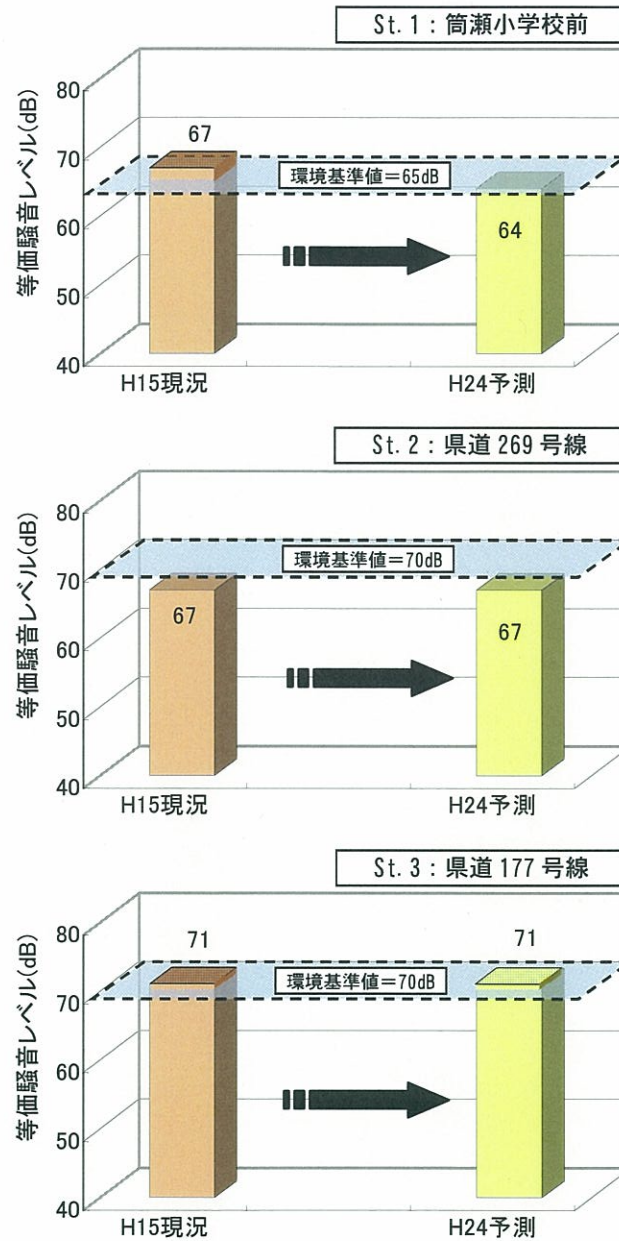 St. 1：筒瀬小学校前
等価騒音レベル(dB)
80
70
60
50
40
67
環境基準値＝65dB
64
H15現況
H24予測
St. 2：県道 269 号線
等価騒音レベル(dB)
80
70
60
50
40
環境基準値＝70dB
67
67
H15現況
H24予測
St. 3：県道 177 号線
等価騒音レベル(dB)
80
70
60
50
40
71
71
環境基準値＝70dB
H15現況
H24予測